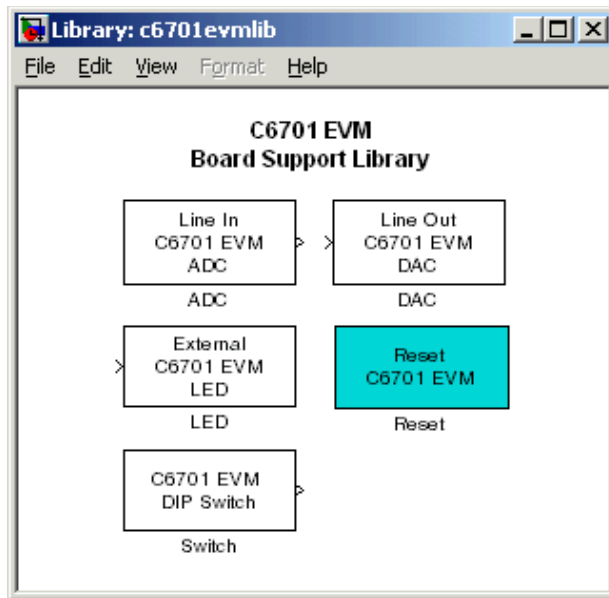 Library: c6701evmlib
File Edit View Format Help
C6701 EVM
Board Support Library
Line In
C6701 EVM
ADC
ADC
Line Out
C6701 EVM
DAC
DAC
External
C6701 EVM
LED
LED
Reset
C6701 EVM
Reset
C6701 EVM
DIP Switch
Switch